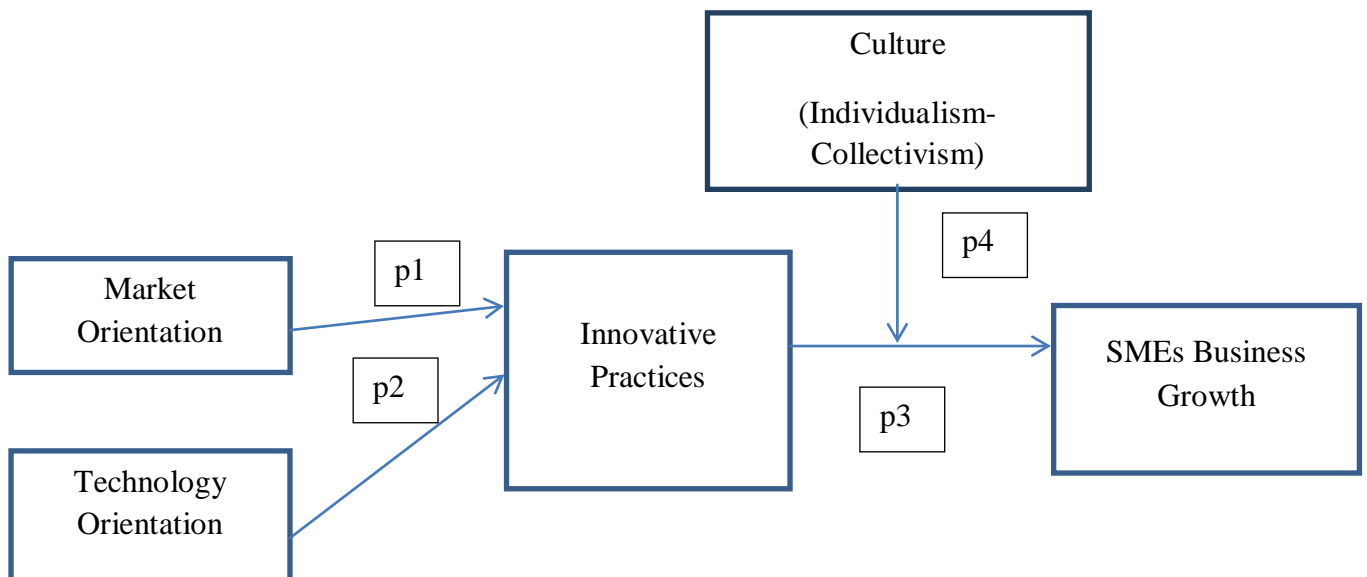 Culture
(Individualism-
Collectivism)
p4
p1
Market
Orientation
Innovative
Practices
SMEs Business
Growth
p2
p3
Technology
Orientation